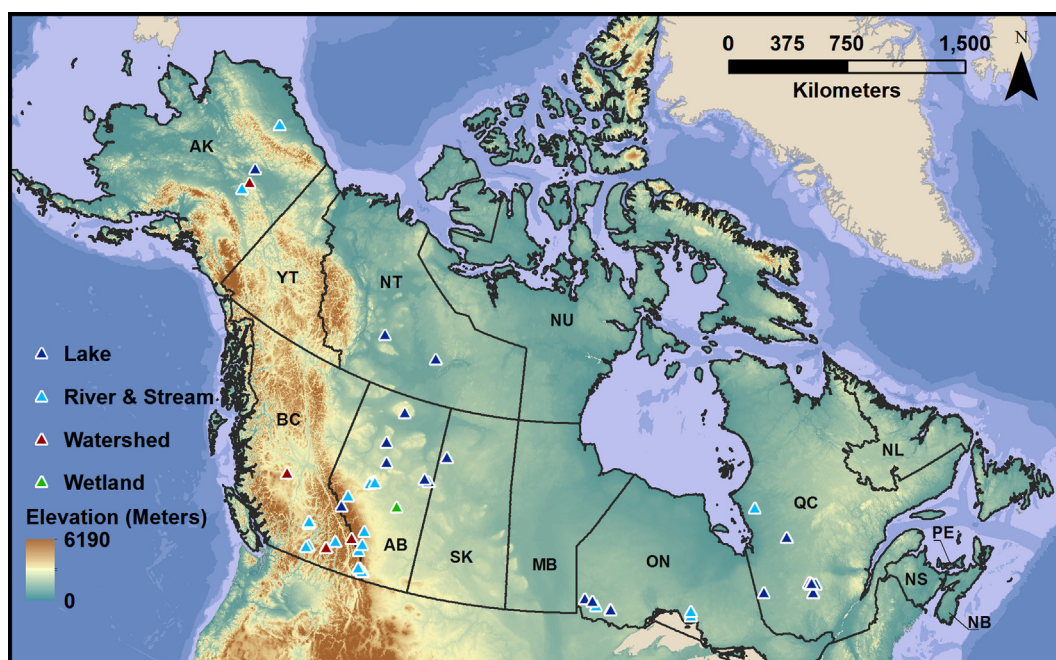 0 375 750 1,500
Kilometers
N
AK
YT
NT
NU
BC
AB
SK
MB
ON
QC
NL
PE
NS
NB
Lake
River & Stream
Watershed
Wetland
Elevation (Meters)
6190
0